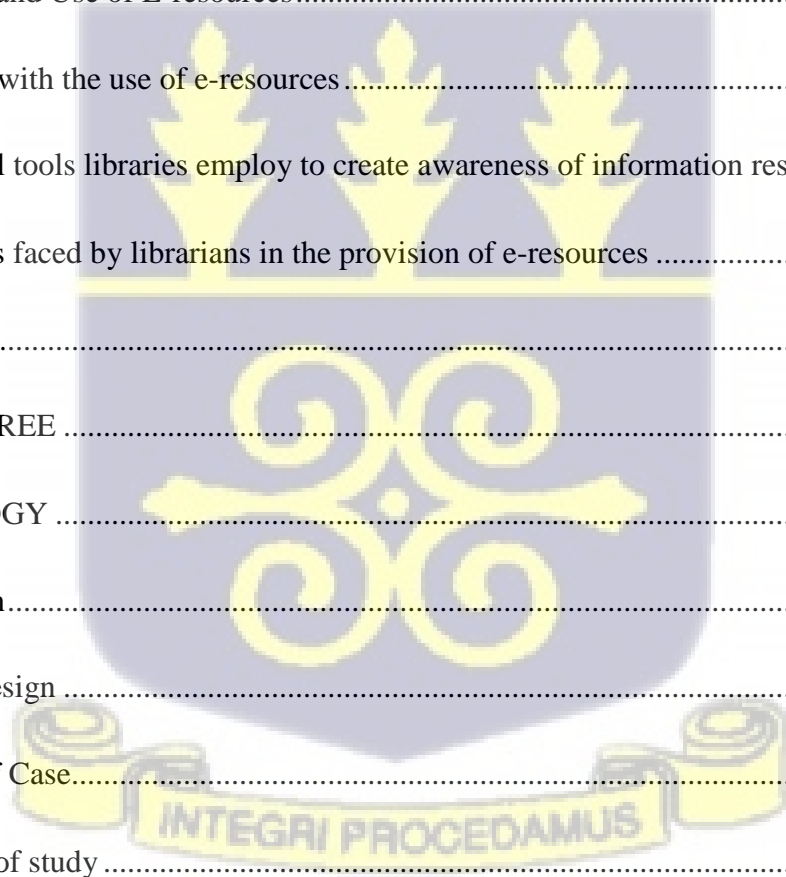 and Use of E-resources....................................................................
with the use of e-resources....................................................................
l tools libraries employ to create awareness of information res
s faced by librarians in the provision of e-resources ....................
....................................................................................................
REE ....................................................................................................
OGY ....................................................................................................
n....................................................................................................
esign ....................................................................................................
f Case....................................................................................................
INTEGRI PROCEDAMUS
of study ....................................................................................................